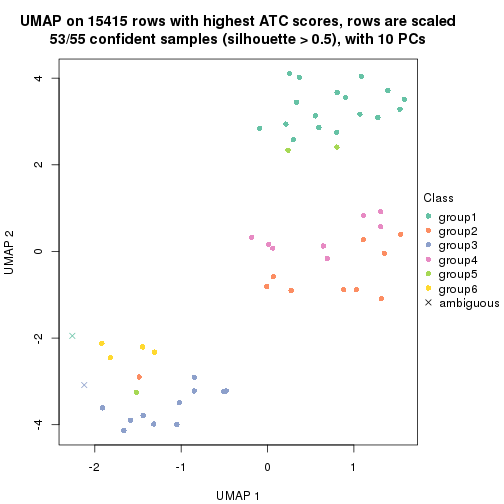 UMAP on 15415 rows with highest ATC scores, rows are scaled
53/55 confident samples (silhouette > 0.5), with 10 PCs
4
2
0
-2
-4
UMAP 2
-2
-1
0
1
UMAP 1
Class
group1
group2
group3
group4
group5
group6
ambiguous